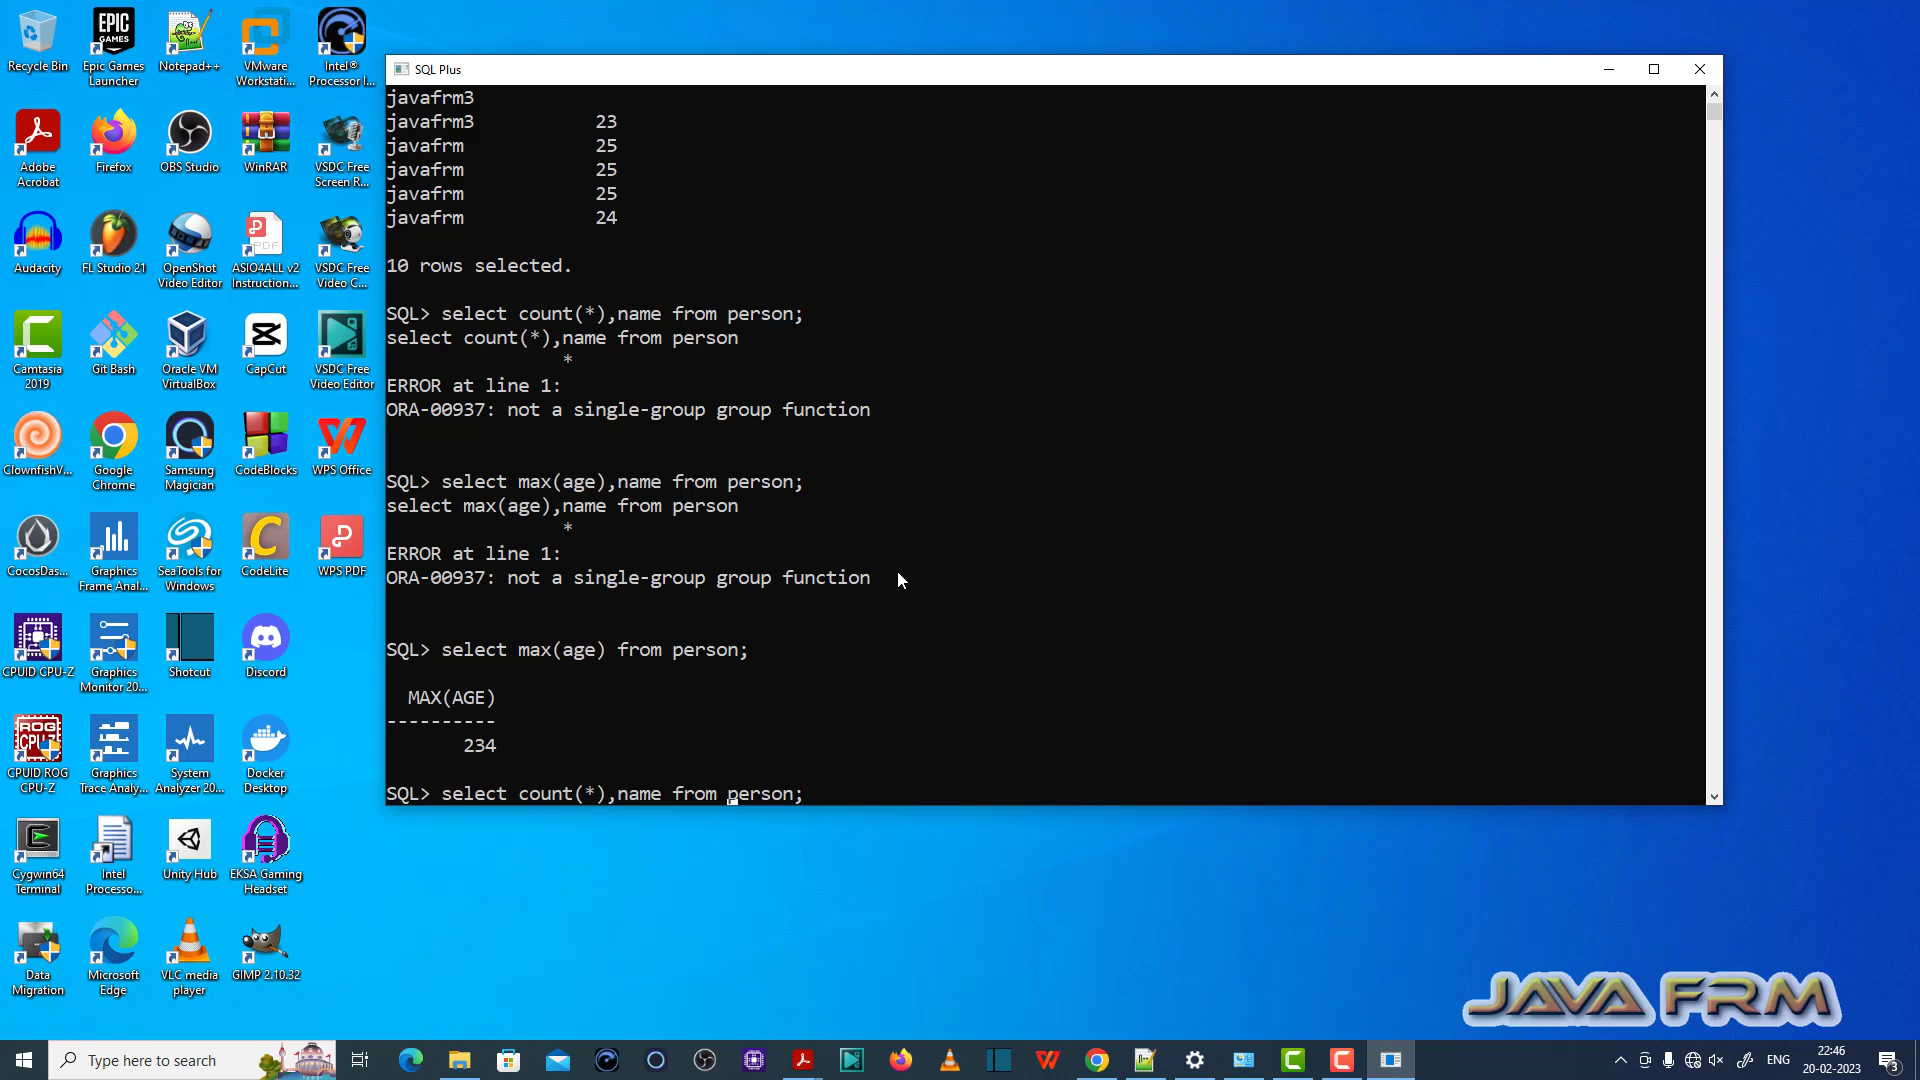 Recycle Bin
Epic Games Launcher
Notepad++
VMware Workstati...
Intel® Processor I...
Adobe Acrobat
Firefox
OBS Studio
WinRAR
VSDC Free Screen R...
Audacity
FL Studio 21
OpenShot Video Editor
ASIO4ALL v2 Instruction...
VSDC Free Video C...
Camtasia 2019
Git Bash
Oracle VM VirtualBox
CapCut
VSDC Free Video Editor
ClownfishV...
Google Chrome
Samsung Magician
CodeBlocks
WPS Office
CocosDas...
Graphics Frame Anal...
SeaTools for Windows
CodeLite
WPS PDF
CPUID CPU-Z
Graphics Monitor 20...
Shotcut
Discord
CPUID ROG CPU-Z
Graphics Trace Analy...
System Analyzer 20...
Docker Desktop
Cygwin64 Terminal
Intel Processo...
Unity Hub
EKSA Gaming Headset
Data Migration
Microsoft Edge
VLC media player
GIMP 2.10.32
SQL Plus
javafrm3
javafrm3 23
javafrm 25
javafrm 25
javafrm 25
javafrm 24
10 rows selected.
SQL> select count(*),name from person;
select count(*),name from person
*
ERROR at line 1:
ORA-00937: not a single-group group function
SQL> select max(age),name from person;
select max(age),name from person
*
ERROR at line 1:
ORA-00937: not a single-group group function
SQL> select max(age) from person;
MAX(AGE)
----------
234
SQL> select count(*),name from person;
JAVA FRM
Type here to search
ENG
22:46
20-02-2023
3